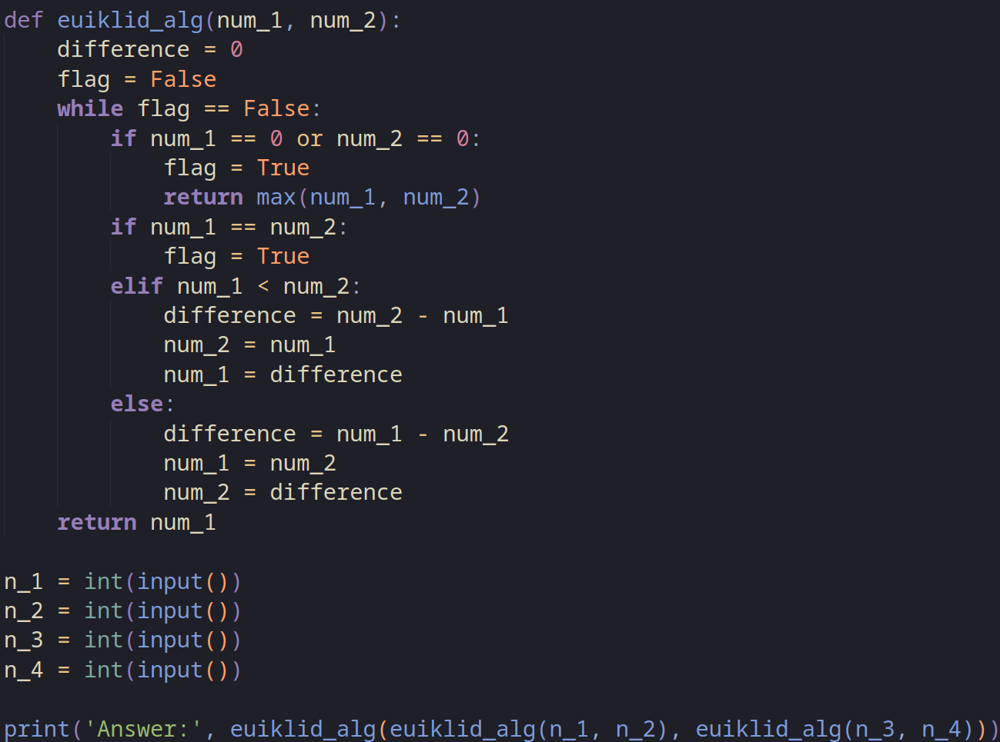 def euiklid_alg(num_1, num_2):
    difference = 0
    flag = False
    while flag == False:
        if num_1 == 0 or num_2 == 0:
            flag = True
            return max(num_1, num_2)
        if num_1 == num_2:
            flag = True
        elif num_1 < num_2:
            difference = num_2 - num_1
            num_2 = num_1
            num_1 = difference
        else:
            difference = num_1 - num_2
            num_1 = num_2
            num_2 = difference
    return num_1

n_1 = int(input())
n_2 = int(input())
n_3 = int(input())
n_4 = int(input())

print('Answer:', euiklid_alg(euiklid_alg(n_1, n_2), euiklid_alg(n_3, n_4)))